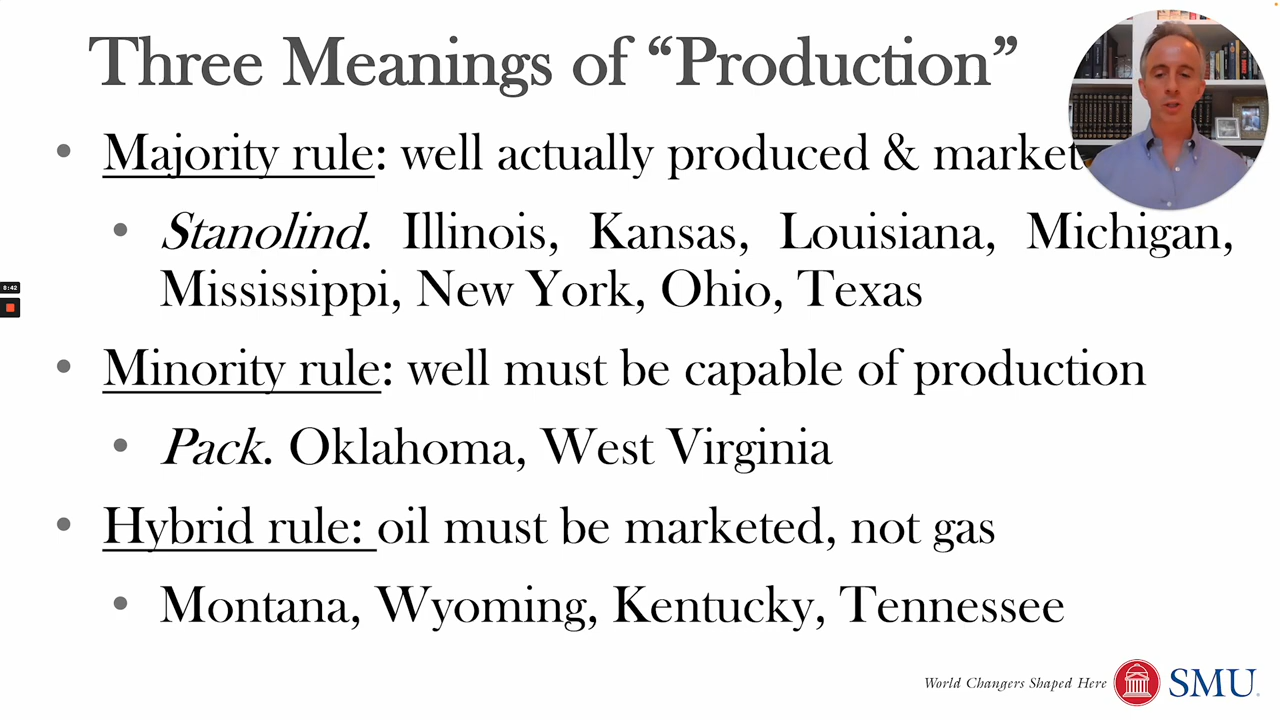 Three Meanings of “Production”
• Majority rule: well actually produced & market
• Stanolind. Illinois, Kansas, Louisiana, Michigan,
Mississippi, New York, Ohio, Texas
8:42
• Minority rule: well must be capable of production
• Pack. Oklahoma, West Virginia
• Hybrid rule: oil must be marketed, not gas
• Montana, Wyoming, Kentucky, Tennessee
World Changers Shaped Here SMU